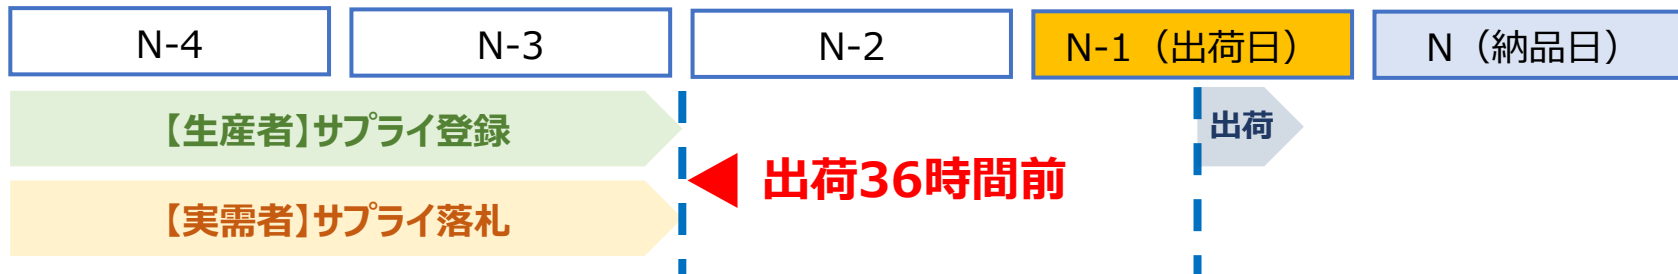 N-4
N-3
N-2
N-1（出荷日）
N（納品日）
【生産者】サプライ登録
出荷
出荷36時間前
【実需者】サプライ落札